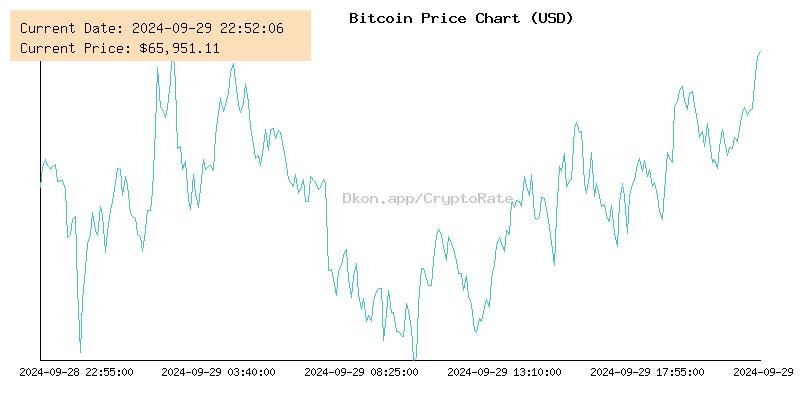 Bitcoin Price Chart (USD)
Current Date: 2024-09-29 22:52:06
Current Price: $65,951.11
Dkon.app/CryptoRate
2024-09-28 22:55:00 2024-09-29 03:40:00 2024-09-29 08:25:00 2024-09-29 13:10:00 2024-09-29 17:55:00 2024-09-29